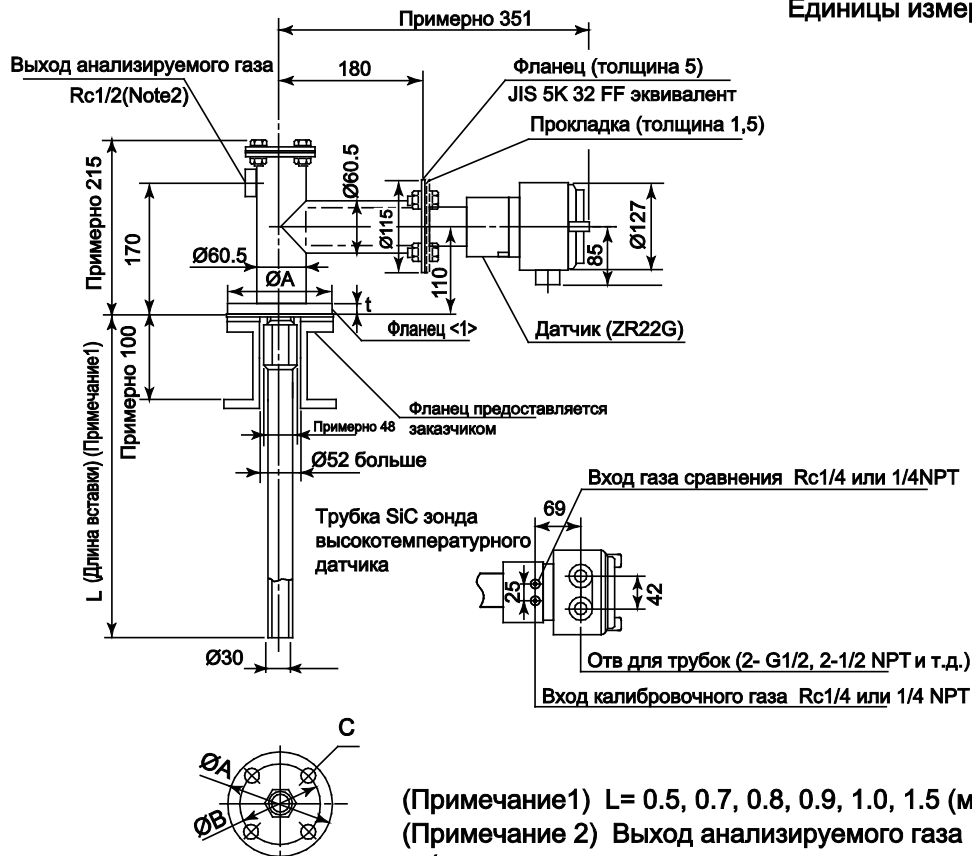 Единицы измер
Примерно 351
Выход анализируемого газа
Rc1/2(Note2)
180
Фланец (толщина 5)
JIS 5K 32 FF эквивалент
Прокладка (толщина 1,5)
Примерно 215
170
Ø60.5
Ø60.5
Ø115
110
Ø127
85
ØA
t
Фланец <1>
Датчик (ZR22G)
L (Длина вставки) (Примечание1)
Примерно 100
Фланец предоставляется
заказчиком
Примерно 48
Ø52 больше
Трубка SiC зонда
высокотемпературного
датчика
Ø30
Вход газа сравнения Rc1/4 или 1/4NPT
69
25
42
Отв для трубок (2- G1/2, 2-1/2 NPT и т.д.)
Вход калибровочного газа Rc1/4 или 1/4 NPT
C
ØA
ØB
(Примечание1) L= 0.5, 0.7, 0.8, 0.9, 1.0, 1.5 (м
(Примечание 2) Выход анализируемого газа